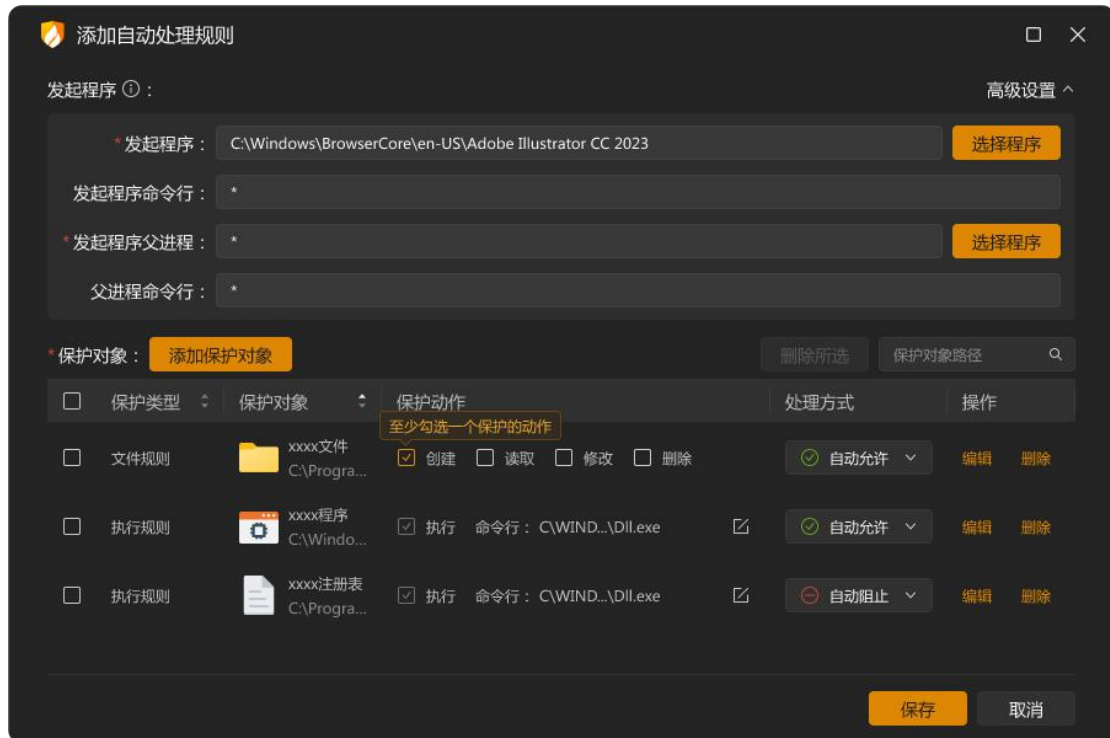 添加自动处理规则
发起程序 ： 高级设置
*发起程序： C:\Windows\BrowserCore\en-US\Adobe Illustrator CC 2023 选择程序
发起程序命令行： *
*发起程序父进程： * 选择程序
父进程命令行： *
*保护对象： 添加保护对象 删除所选 保护对象路径
保护类型 保护对象 保护动作 处理方式 操作
至少勾选一个保护的动作
文件规则 xxxx文件 C:\Progra... 创建 读取 修改 删除 自动允许 编辑 删除
执行规则 xxxx程序 C:\Windo... 执行 命令行：C\WIND...\Dll.exe 自动允许 编辑 删除
执行规则 xxxx注册表 C:\Progra... 执行 命令行：C\WIND...\Dll.exe 自动阻止 编辑 删除
保存 取消